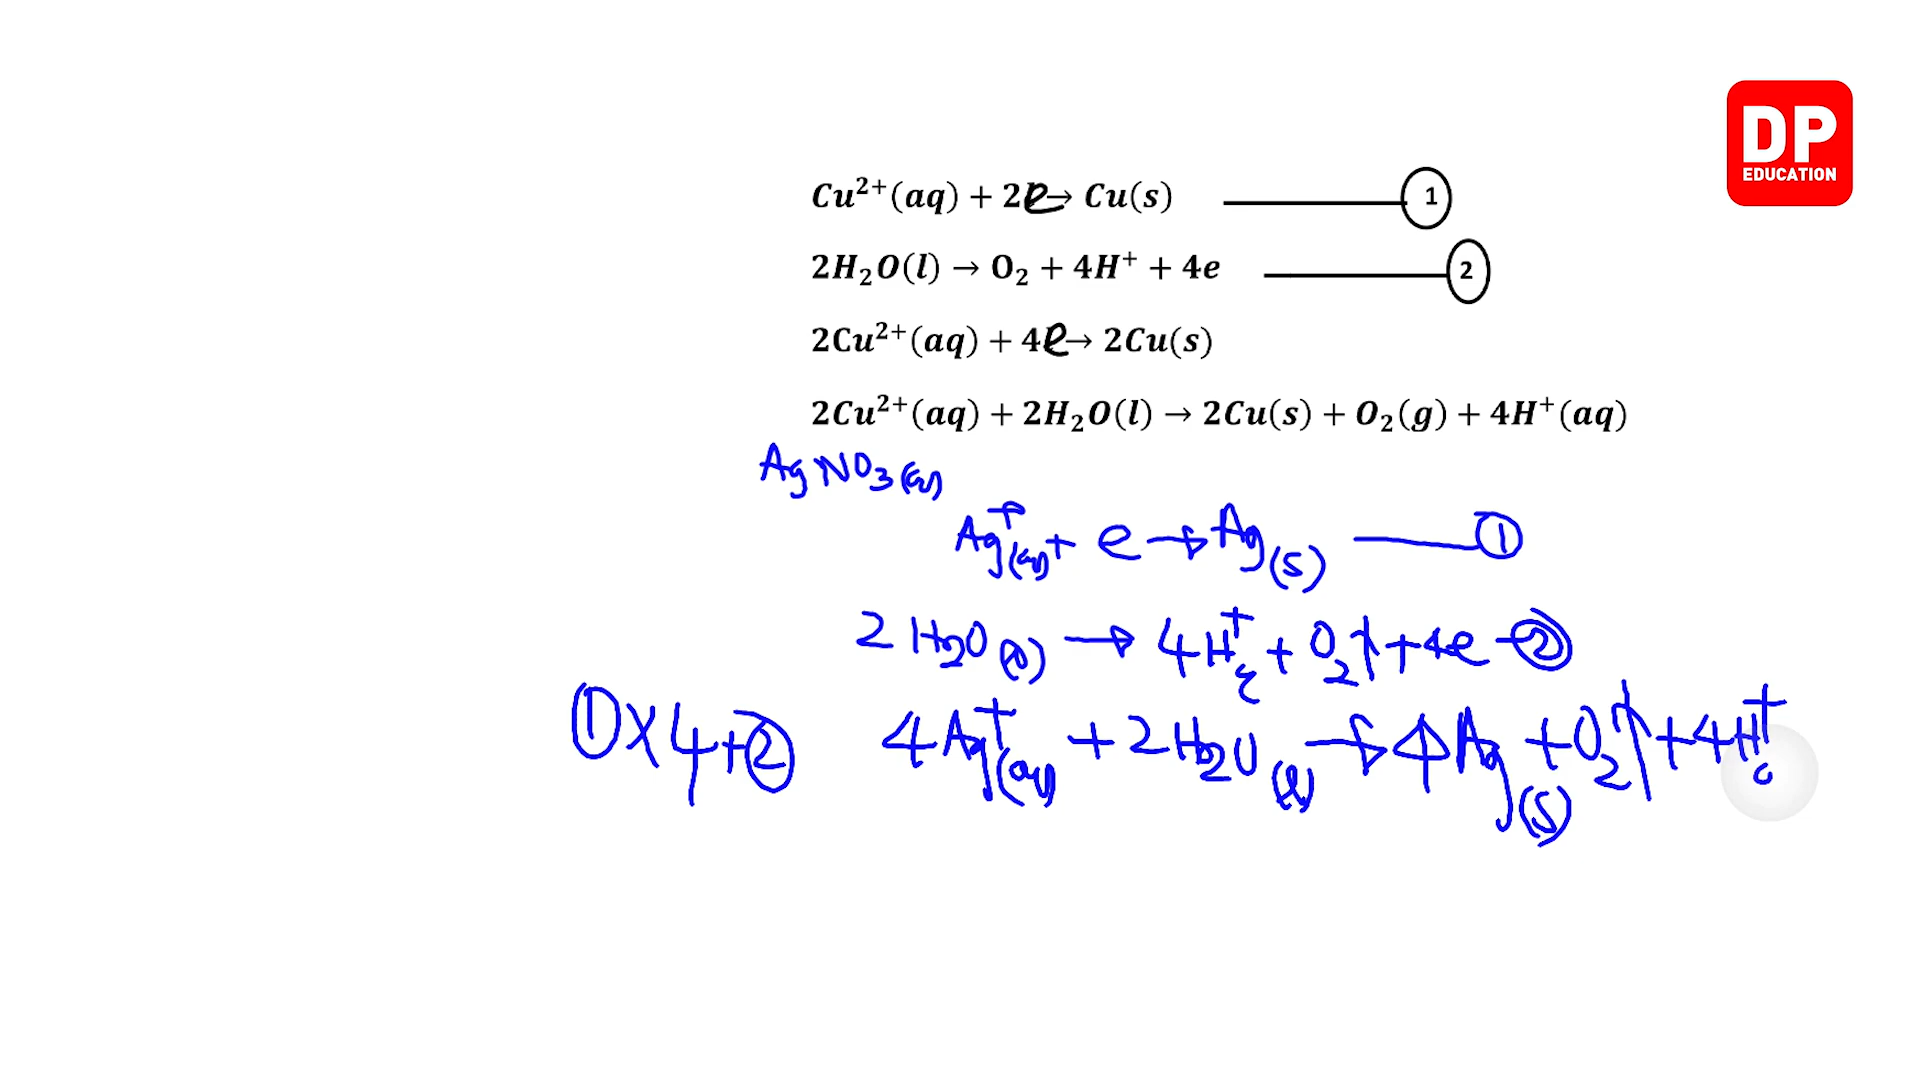 DP
EDUCATION
Cu²⁺(aq) + 2e → Cu(s) ——— ①
2H₂O(l) → O₂ + 4H⁺ + 4e ——— ②
2Cu²⁺(aq) + 4e → 2Cu(s)
2Cu²⁺(aq) + 2H₂O(l) → 2Cu(s) + O₂(g) + 4H⁺(aq)
AgNO₃(aq)
Ag⁺(aq) + e → Ag(s) ——— ①
2H₂O(l) → 4H⁺ + O₂↑ + 4e — ②
①×4+② 4Ag⁺(aq) + 2H₂O(l) → 4Ag(s) + O₂↑ + 4H⁺